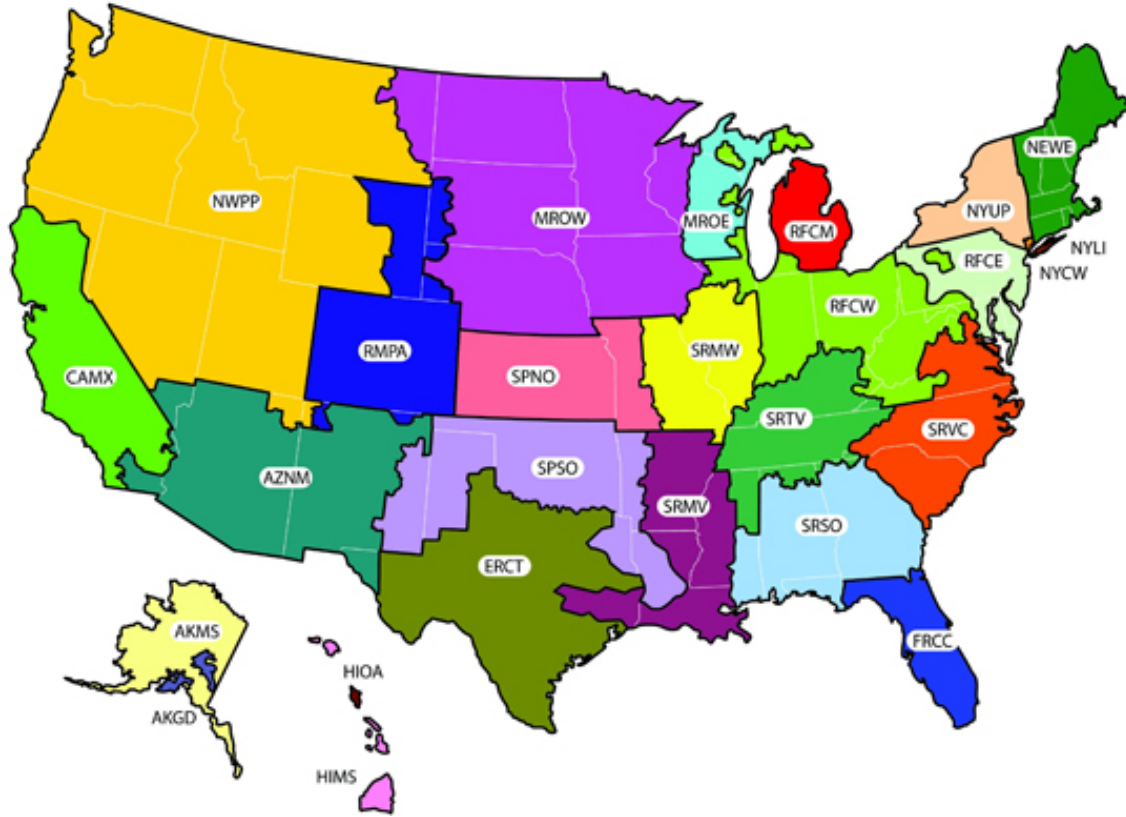 NEWE
NWPP
NYUP
MROW
MROE
RFCM
NYLI
RFCE
NYCW
RFCW
RMPA
SRMW
SPNO
CAMX
SRTV
SRVC
SPSO
AZNM
SRMV
SRSO
ERCT
AKMS
FRCC
HIOA
AKGD
HIMS